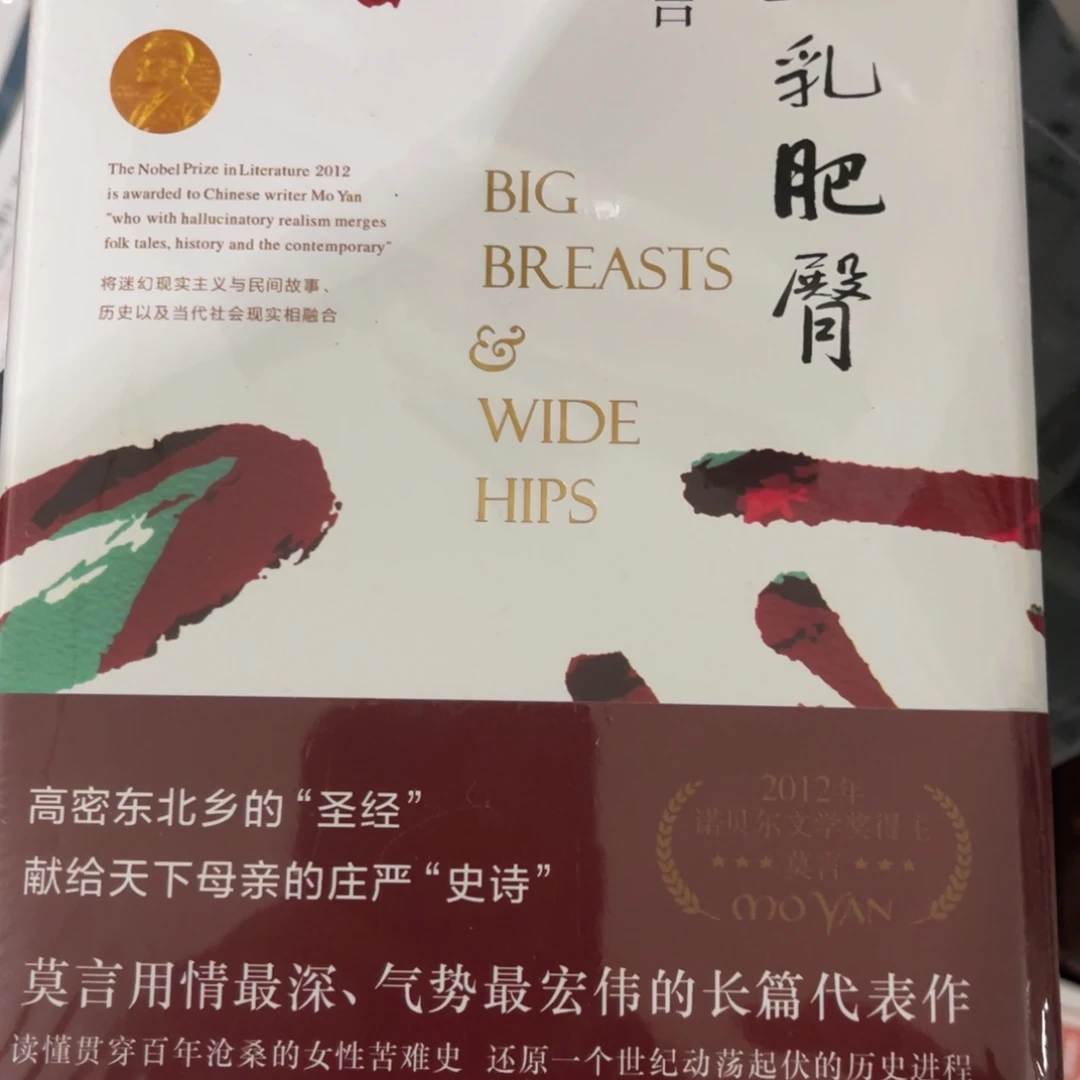 言
乳肥臀
The Nobel Prize in Literature 2012
is awarded to Chinese writer Mo Yan
"who with hallucinatory realism merges
folk tales, history and the contemporary"
将迷幻现实主义与民间故事、
历史以及当代社会现实相融合
BIG
BREASTS
&
WIDE
HIPS
高密东北乡的“圣经”
献给天下母亲的庄严“史诗”
2012年
诺贝尔文学奖得主
★★★ 莫言 ★★★
MO YAN
莫言用情最深、气势最宏伟的长篇代表作
读懂贯穿百年沧桑的女性苦难史 还原一个世纪动荡起伏的历史进程